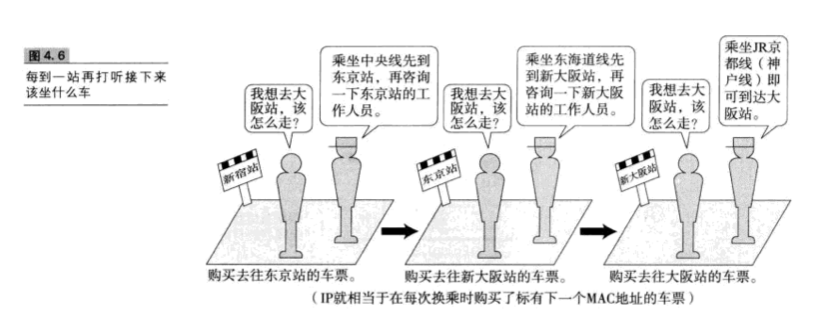 图4.6
每到一站再打听接下来
该坐什么车
我想去大
阪站，该
怎么走？
乘坐中央线先到
东京站，再咨询
一下东京站的工
作人员。
新宿站
购买去往东京站的车票。
我想去大
阪站，该
怎么走？
乘坐东海道线先
到新大阪站，再
咨询一下新大阪
站的工作人员。
东京站
购买去往新大阪站的车票。
我想去大
阪站，该
怎么走？
乘坐JR京
都线（神
户线）即
可到达大
阪站。
新大阪站
购买去往大阪站的车票。
（IP就相当于在每次换乘时购买了标有下一个MAC地址的车票）